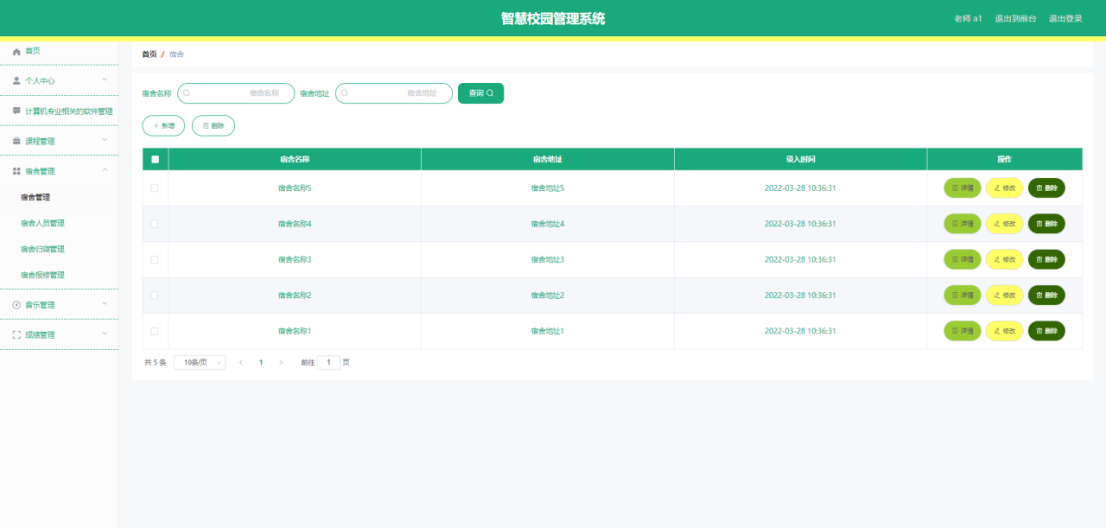 智慧校园管理系统
老师 a1 退出到前台 退出登录
首页
个人中心
计算机专业相关的软件管理
课程管理
宿舍管理
宿舍管理
宿舍人员管理
宿舍归寝管理
宿舍报修管理
音乐管理
成绩管理
首页 / 宿舍
宿舍名称 宿舍名称 宿舍地址 宿舍地址 查询
+ 新增 删除
宿舍名称 宿舍地址 录入时间 操作
宿舍名称5 宿舍地址5 2022-03-28 10:36:31 详情 修改 删除
宿舍名称4 宿舍地址4 2022-03-28 10:36:31 详情 修改 删除
宿舍名称3 宿舍地址3 2022-03-28 10:36:31 详情 修改 删除
宿舍名称2 宿舍地址2 2022-03-28 10:36:31 详情 修改 删除
宿舍名称1 宿舍地址1 2022-03-28 10:36:31 详情 修改 删除
共 5 条 10条/页 < 1 > 前往 1 页